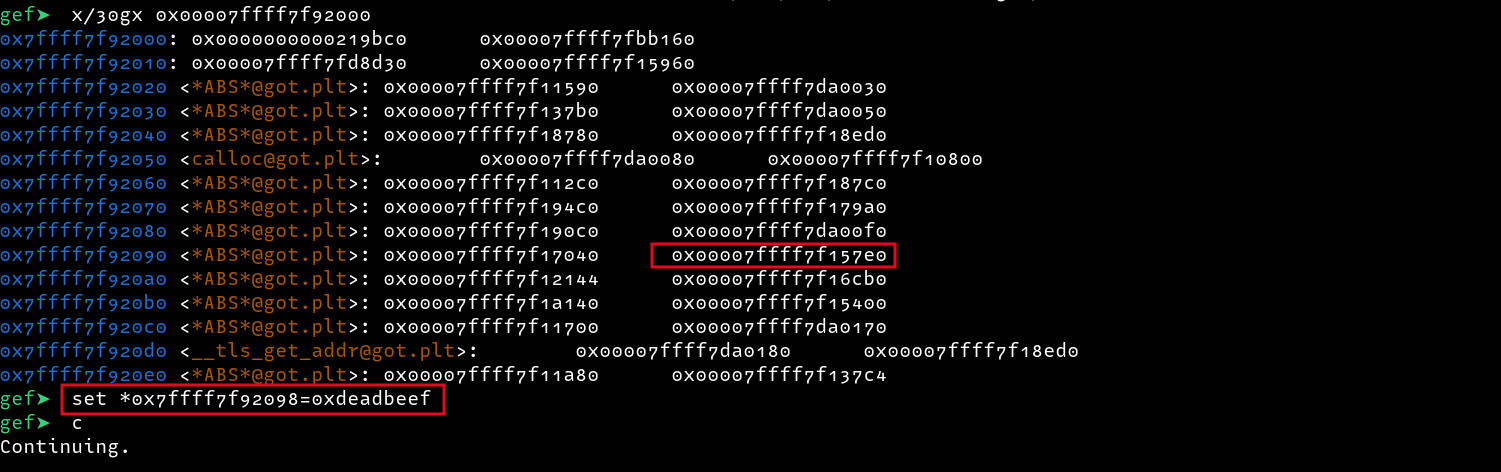 gef➤  x/30gx 0x00007ffff7f92000
0x7ffff7f92000: 0x0000000000219bc0      0x00007ffff7fbb160
0x7ffff7f92010: 0x00007ffff7fd8d30      0x00007ffff7f15960
0x7ffff7f92020 <*ABS*@got.plt>: 0x00007ffff7f11590      0x00007ffff7da0030
0x7ffff7f92030 <*ABS*@got.plt>: 0x00007ffff7f137b0      0x00007ffff7da0050
0x7ffff7f92040 <*ABS*@got.plt>: 0x00007ffff7f18780      0x00007ffff7f18ed0
0x7ffff7f92050 <calloc@got.plt>:        0x00007ffff7da0080      0x00007ffff7f10800
0x7ffff7f92060 <*ABS*@got.plt>: 0x00007ffff7f112c0      0x00007ffff7f187c0
0x7ffff7f92070 <*ABS*@got.plt>: 0x00007ffff7f194c0      0x00007ffff7f179a0
0x7ffff7f92080 <*ABS*@got.plt>: 0x00007ffff7f190c0      0x00007ffff7da00f0
0x7ffff7f92090 <*ABS*@got.plt>: 0x00007ffff7f17040      0x00007ffff7f157e0
0x7ffff7f920a0 <*ABS*@got.plt>: 0x00007ffff7f12144      0x00007ffff7f16cb0
0x7ffff7f920b0 <*ABS*@got.plt>: 0x00007ffff7f1a140      0x00007ffff7f15400
0x7ffff7f920c0 <*ABS*@got.plt>: 0x00007ffff7f11700      0x00007ffff7da0170
0x7ffff7f920d0 <__tls_get_addr@got.plt>:        0x00007ffff7da0180      0x00007ffff7f18ed0
0x7ffff7f920e0 <*ABS*@got.plt>: 0x00007ffff7f11a80      0x00007ffff7f137c4
gef➤  set *0x7ffff7f92098=0xdeadbeef
gef➤  c
Continuing.